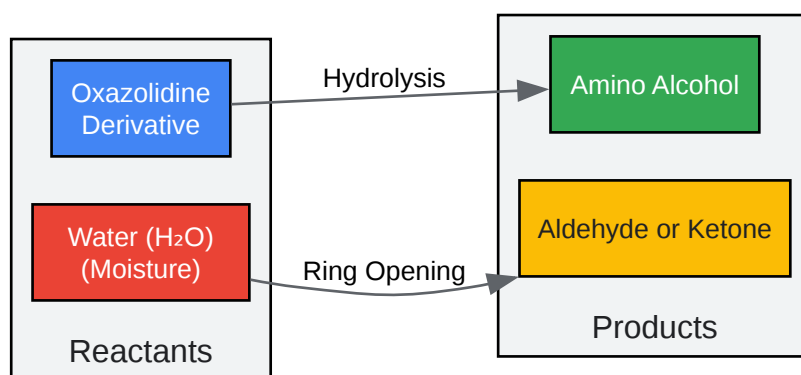 Oxazolidine
Derivative
Hydrolysis
Amino Alcohol
Water (H₂O)
(Moisture)
Ring Opening
Aldehyde or Ketone
Reactants
Products